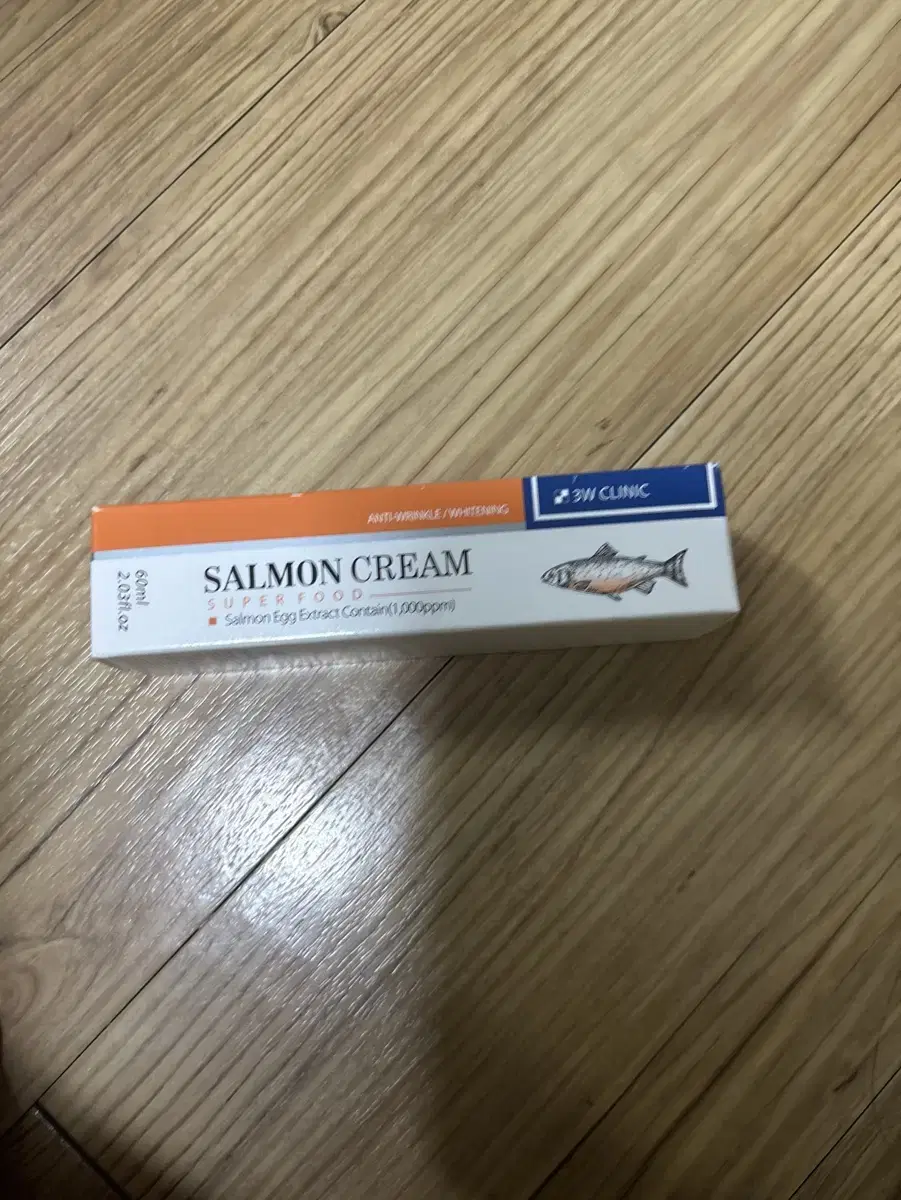 ANTI-WRINKLE / WHITENING
3W CLINIC
SALMON CREAM
SUPER FOOD
Salmon Egg Extract Contain(1,000ppm)
60ml
2.03fl.oz